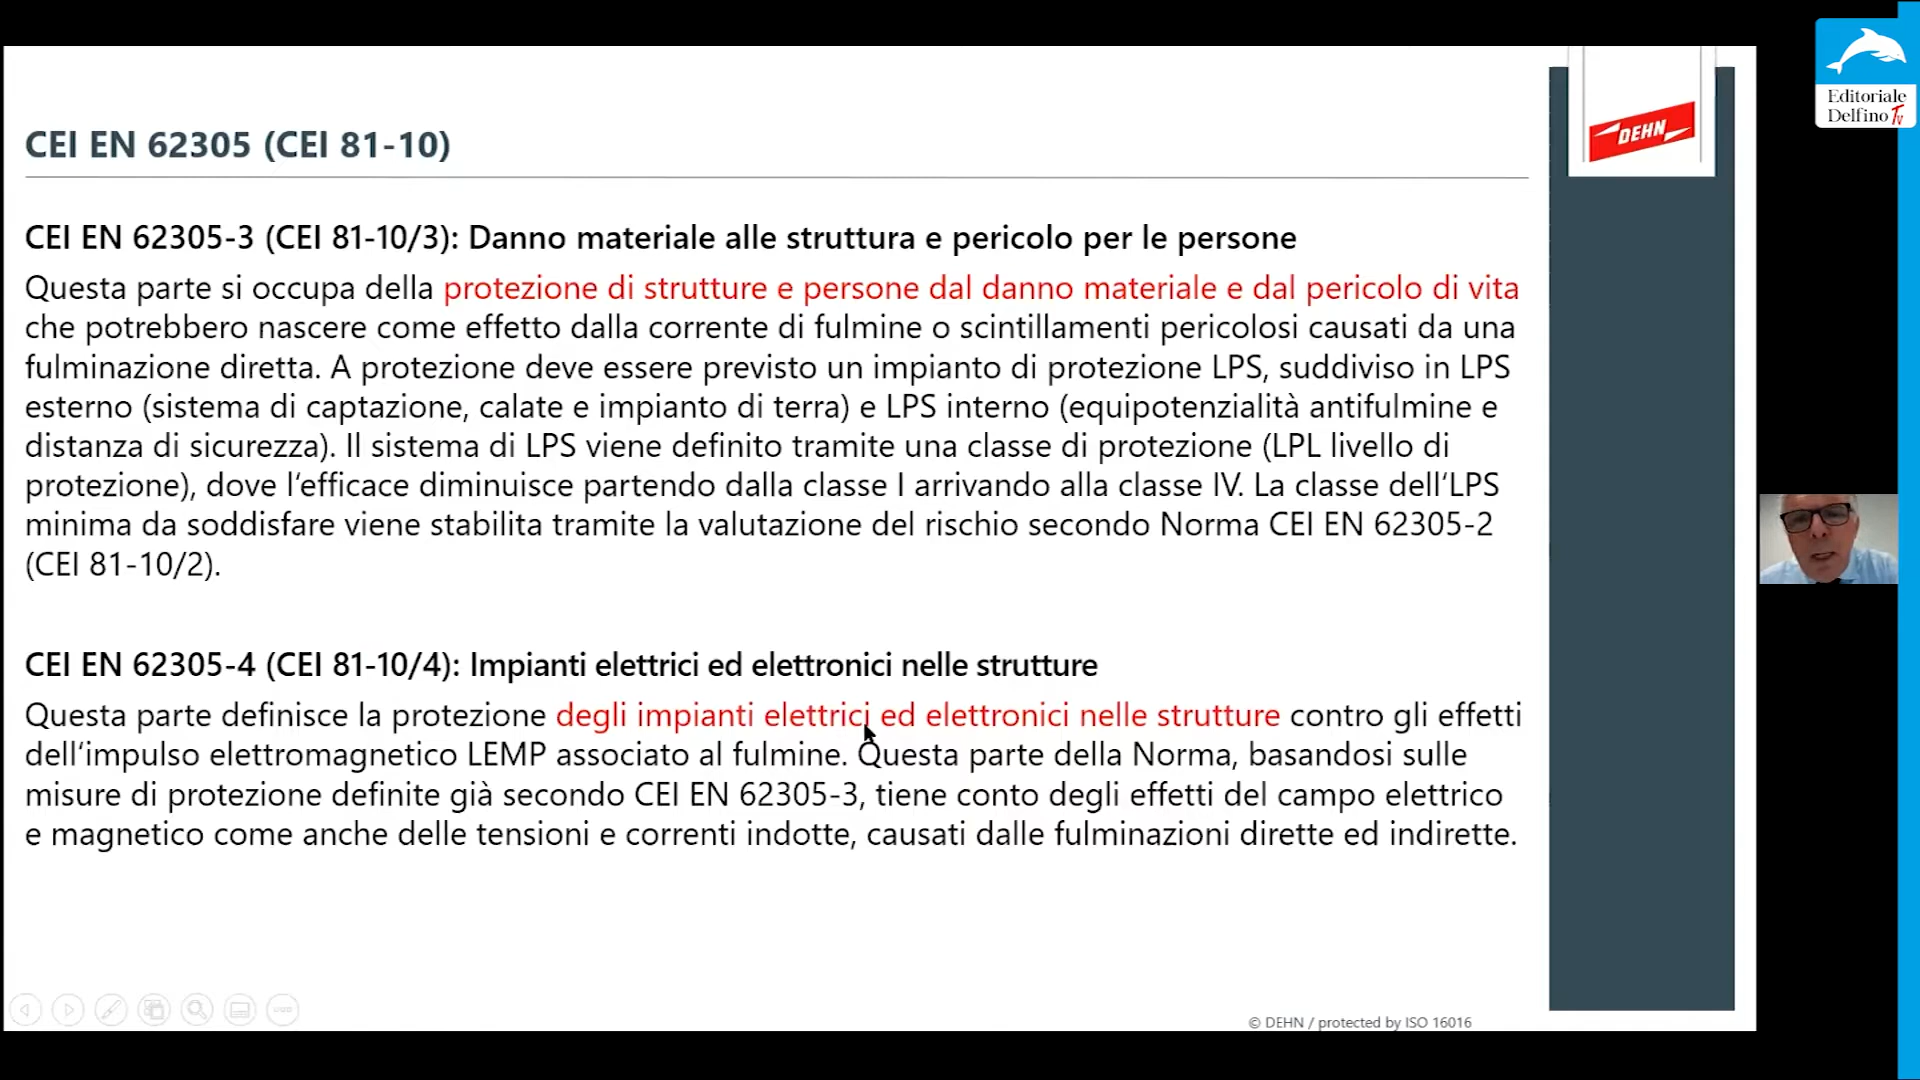 CEI EN 62305 (CEI 81-10)
CEI EN 62305-3 (CEI 81-10/3): Danno materiale alle struttura e pericolo per le persone
Questa parte si occupa della protezione di strutture e persone dal danno materiale e dal pericolo di vita
che potrebbero nascere come effetto dalla corrente di fulmine o scintillamenti pericolosi causati da una
fulminazione diretta. A protezione deve essere previsto un impianto di protezione LPS, suddiviso in LPS
esterno (sistema di captazione, calate e impianto di terra) e LPS interno (equipotenzialità antifulmine e
distanza di sicurezza). Il sistema di LPS viene definito tramite una classe di protezione (LPL livello di
protezione), dove l‘efficace diminuisce partendo dalla classe I arrivando alla classe IV. La classe dell‘LPS
minima da soddisfare viene stabilita tramite la valutazione del rischio secondo Norma CEI EN 62305-2
(CEI 81-10/2).
CEI EN 62305-4 (CEI 81-10/4): Impianti elettrici ed elettronici nelle strutture
Questa parte definisce la protezione degli impianti elettrici ed elettronici nelle strutture contro gli effetti
dell‘impulso elettromagnetico LEMP associato al fulmine. Questa parte della Norma, basandosi sulle
misure di protezione definite già secondo CEI EN 62305-3, tiene conto degli effetti del campo elettrico
e magnetico come anche delle tensioni e correnti indotte, causati dalle fulminazioni dirette ed indirette.
© DEHN / protected by ISO 16016
DEHN
Editoriale
Delfino Tv